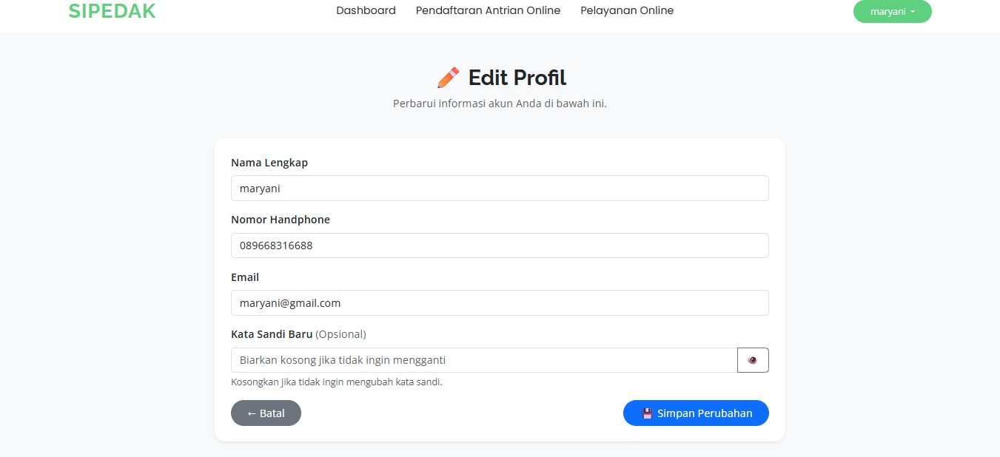 SIPEDAK Dashboard Pendaftaran Antrian Online Pelayanan Online maryani
Edit Profil
Perbarui informasi akun Anda di bawah ini.
Nama Lengkap
maryani
Nomor Handphone
089668316688
Email
maryani@gmail.com
Kata Sandi Baru (Opsional)
Biarkan kosong jika tidak ingin mengganti
Kosongkan jika tidak ingin mengubah kata sandi.
← Batal Simpan Perubahan